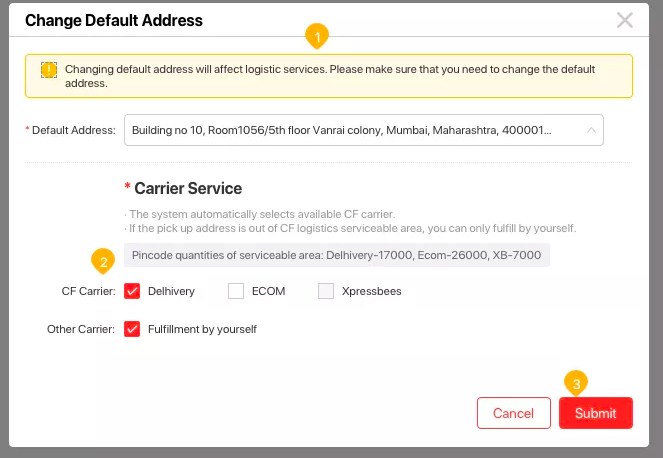 Change Default Address
1
Changing default address will affect logistic services. Please make sure that you need to change the default
address.
* Default Address: Building no 10, Room1056/5th floor Vanrai colony, Mumbai, Maharashtra, 400001...
* Carrier Service
· The system automatically selects available CF carrier.
· If the pick up address is out of CF logistics serviceable area, you can only fulfill by yourself.
Pincode quantities of serviceable area: Delhivery-17000, Ecom-26000, XB-7000
2
CF Carrier: Delhivery ECOM Xpressbees
Other Carrier: Fulfillment by yourself
3
Cancel Submit